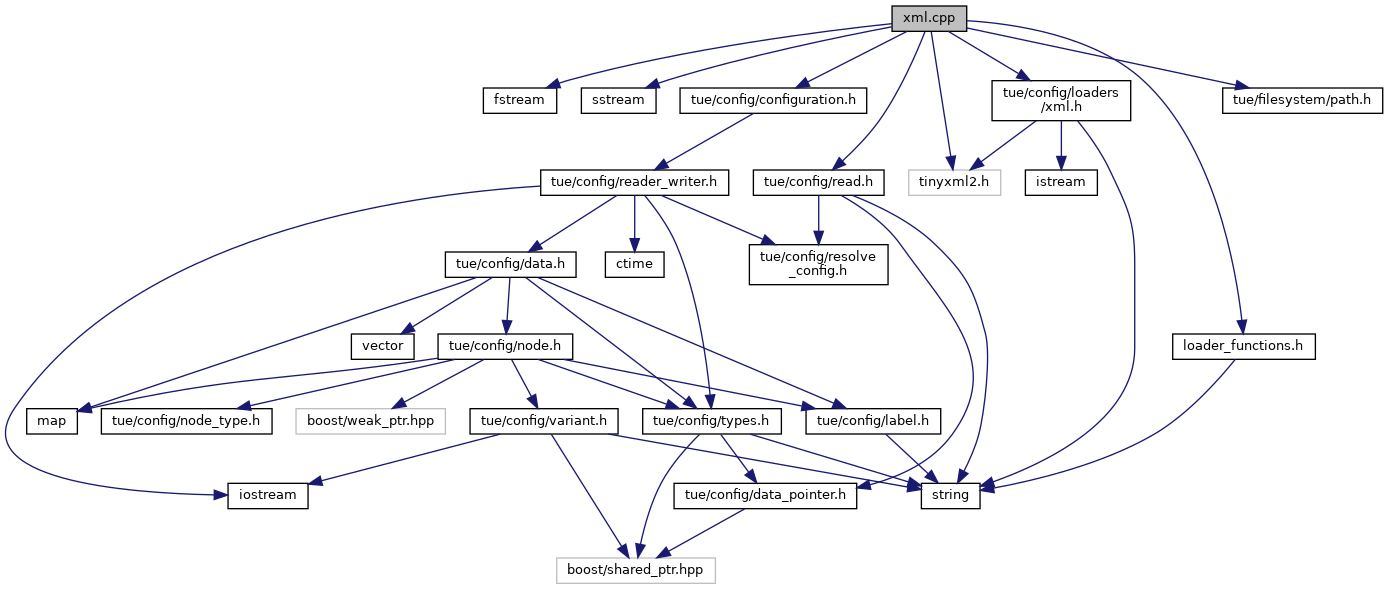 xml.cpp
fstream
sstream
tue/config/configuration.h
tue/config/loaders
/xml.h
tue/filesystem/path.h
tue/config/reader_writer.h
tue/config/read.h
tinyxml2.h
istream
tue/config/data.h
ctime
tue/config/resolve
_config.h
vector
tue/config/node.h
loader_functions.h
map
tue/config/node_type.h
boost/weak_ptr.hpp
tue/config/variant.h
tue/config/types.h
tue/config/label.h
iostream
tue/config/data_pointer.h
string
boost/shared_ptr.hpp